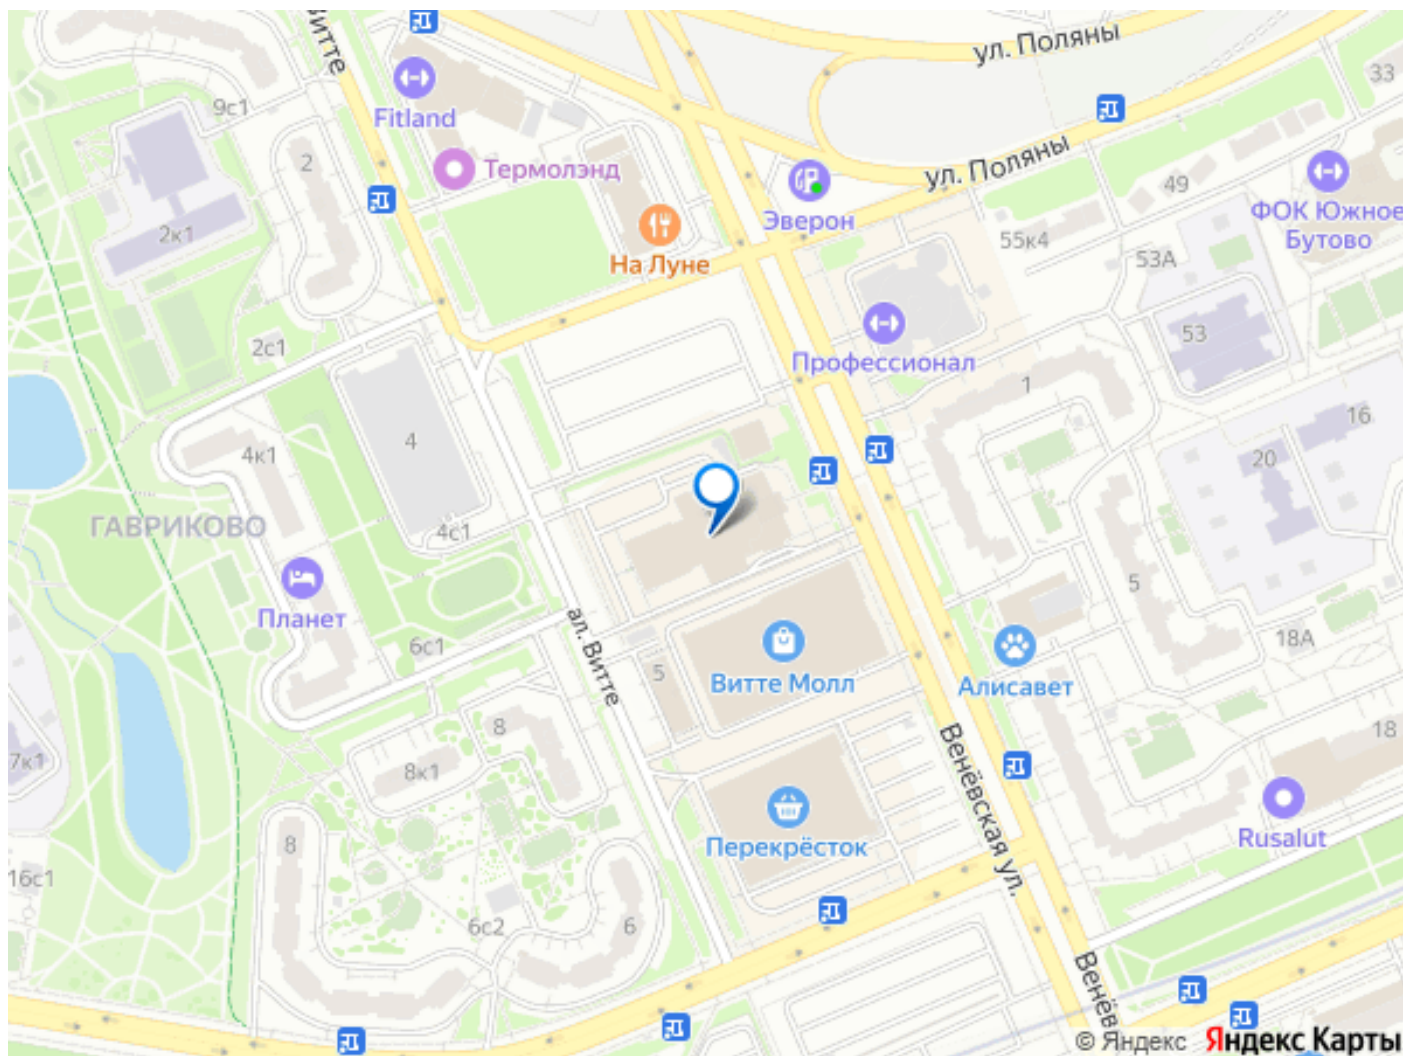 Витте
ул. Поляны
33
Fitland
9с1
2
Термолэнд
ул. Поляны
49
Эверон
ФОК Южное
Бутово
2к1
На Луне
55к4
53А
2с1
Профессионал
53
1
16
4
4к1
20
ГАВРИКОВО
4с1
Планет
5
ал. Витте
6с1
18А
5
Витте Молл
Алисавет
8
Венёвская ул.
18
7к1
8к1
Rusalut
Перекрёсток
8
16с1
6с2
6
Венёв
© Яндекс Яндекс Карты